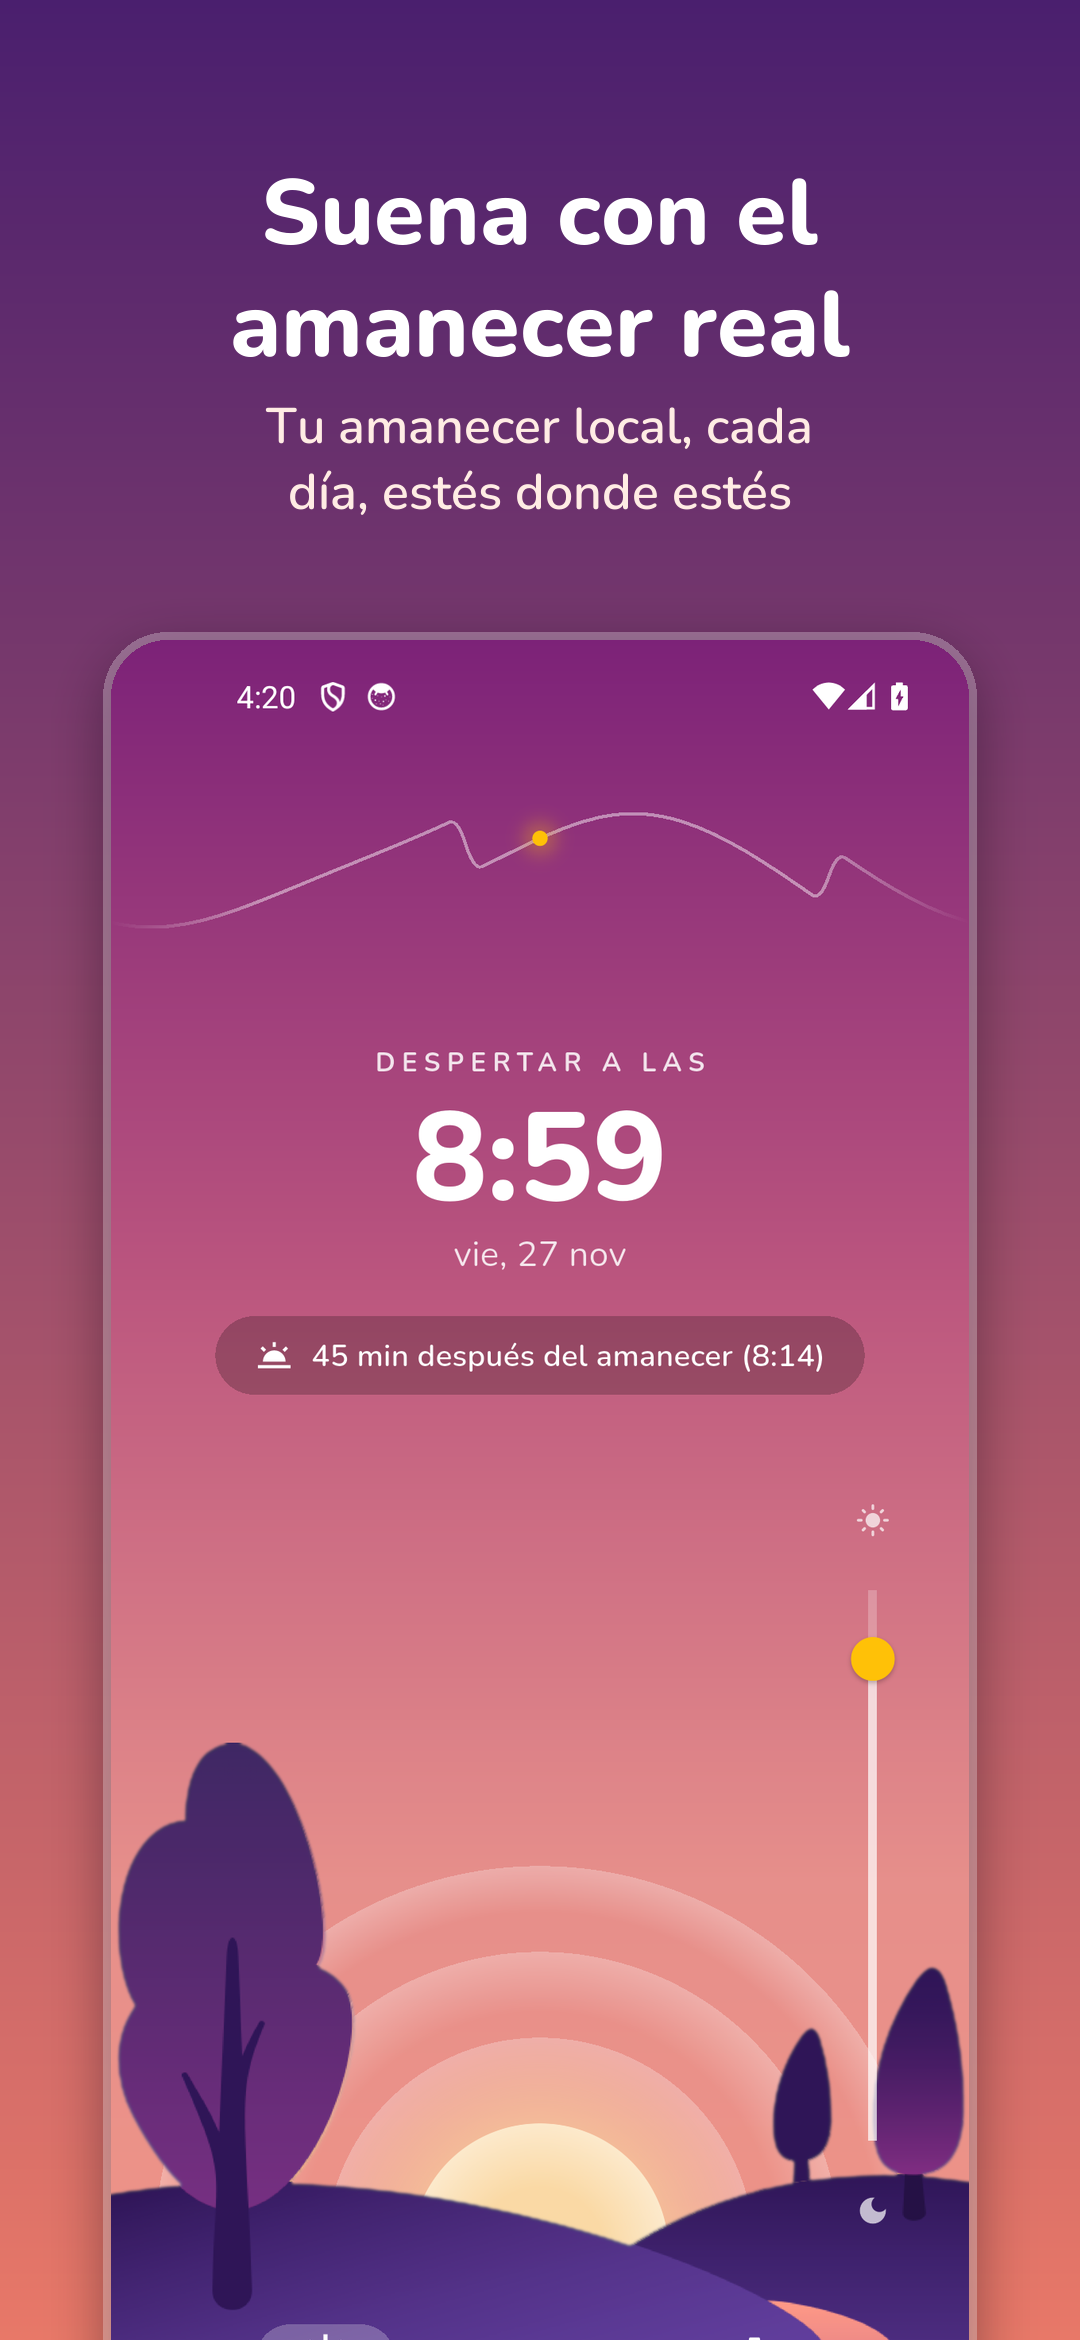 Suena con el
amanecer real
Tu amanecer local, cada
día, estés donde estés
4:20
DESPERTAR A LAS
8:59
vie, 27 nov
45 min después del amanecer (8:14)